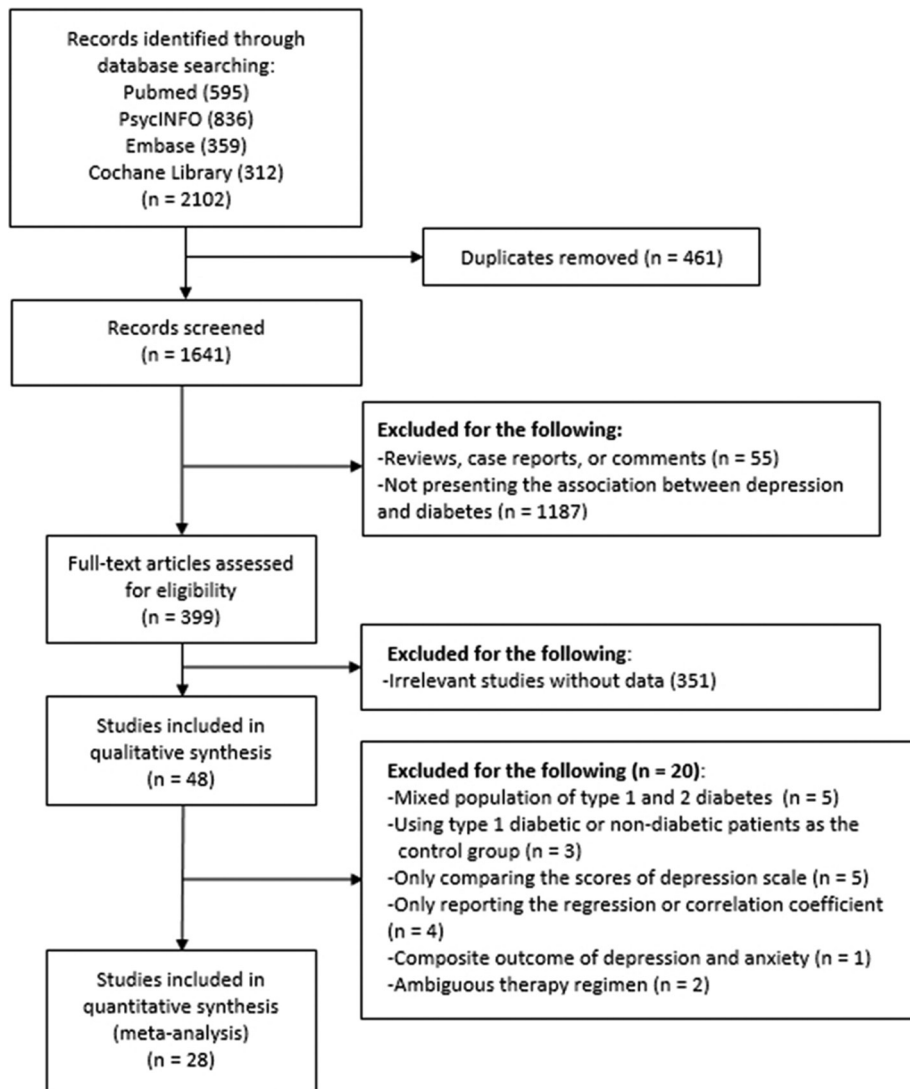 Records identified through
database searching:
Pubmed (595)
PsycINFO (836)
Embase (359)
Cochane Library (312)
(n = 2102)
Duplicates removed (n = 461)
Records screened
(n = 1641)
Excluded for the following:
-Reviews, case reports, or comments (n = 55)
-Not presenting the association between depression
and diabetes (n = 1187)
Full-text articles assessed
for eligibility
(n = 399)
Excluded for the following:
-Irrelevant studies without data (351)
Studies included in
qualitative synthesis
(n = 48)
Excluded for the following (n = 20):
-Mixed population of type 1 and 2 diabetes (n = 5)
-Using type 1 diabetic or non-diabetic patients as the
control group (n = 3)
-Only comparing the scores of depression scale (n = 5)
-Only reporting the regression or correlation coefficient
(n = 4)
-Composite outcome of depression and anxiety (n = 1)
-Ambiguous therapy regimen (n = 2)
Studies included in
quantitative synthesis
(meta-analysis)
(n = 28)